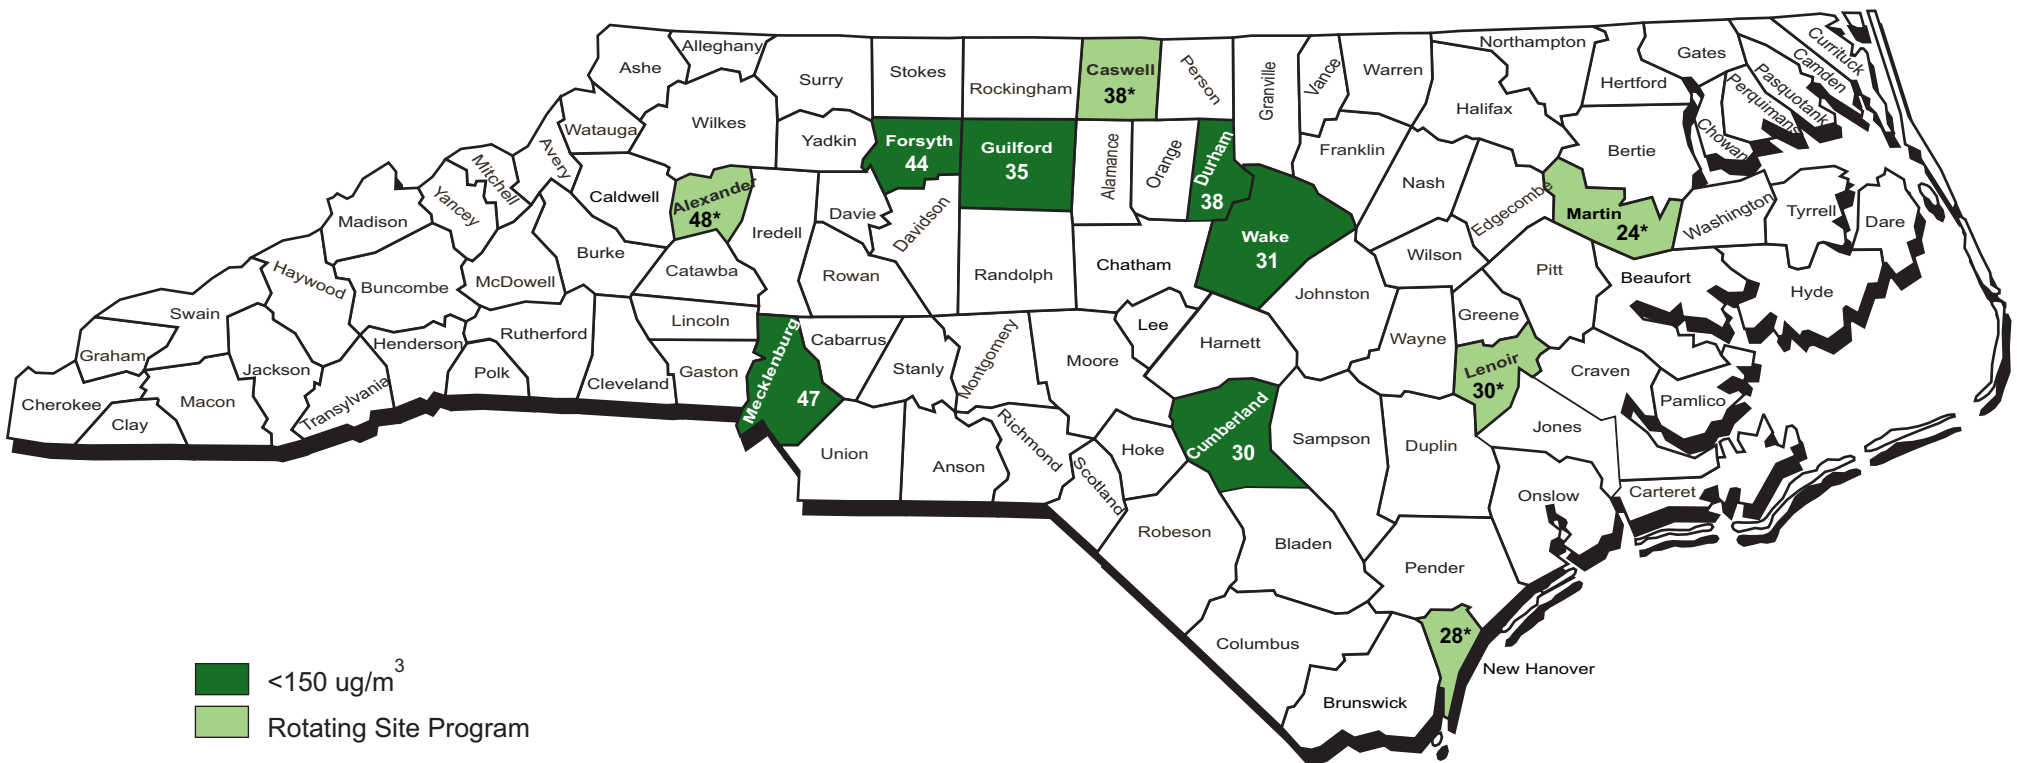 Ashe
Alleghany
Surry
Stokes
Rockingham
Caswell
38*
Person
Granville
Vance
Warren
Northampton
Halifax
Hertford
Gates
Currituck
Camden
Pasquotank
Perquimans
Chowan
Bertie
Watauga
Wilkes
Yadkin
Forsyth
44
Guilford
35
Alamance
Orange
Durham
38
Franklin
Nash
Edgecombe
Martin
24*
Washington
Tyrrell
Dare
Avery
Mitchell
Yancey
Madison
Caldwell
Alexander
48*
Iredell
Davie
Davidson
Wake
31
Wilson
Pitt
Beaufort
Hyde
Haywood
Buncombe
McDowell
Burke
Catawba
Rowan
Randolph
Chatham
Johnston
Greene
Swain
Graham
Jackson
Henderson
Rutherford
Lincoln
Cabarrus
Stanly
Montgomery
Moore
Lee
Harnett
Wayne
Lenoir
30*
Craven
Pamlico
Cherokee
Clay
Macon
Transylvania
Polk
Cleveland
Gaston
Mecklenburg
47
Union
Anson
Richmond
Scotland
Hoke
Cumberland
30
Sampson
Duplin
Jones
Onslow
Carteret
Robeson
Bladen
Pender
Columbus
Brunswick
28*
New Hanover
<150 ug/m³
Rotating Site Program